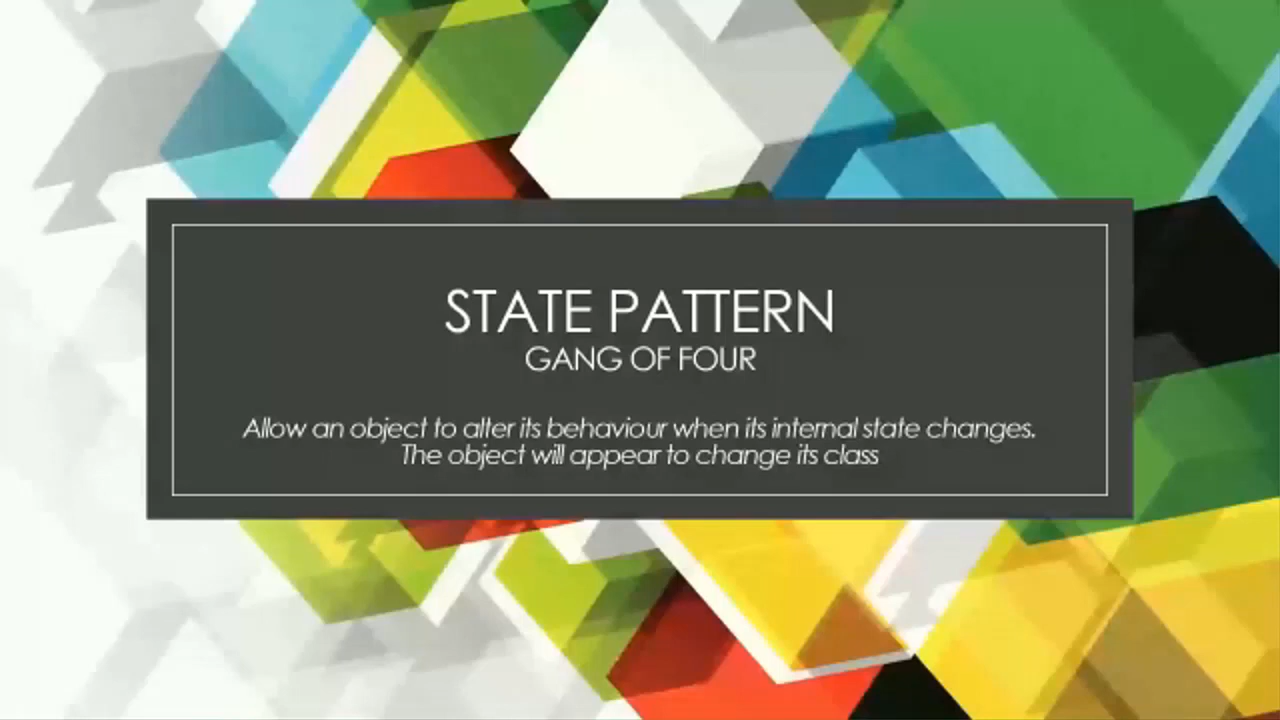 STATE PATTERN
GANG OF FOUR
Allow an object to alter its behaviour when its internal state changes.
The object will appear to change its class